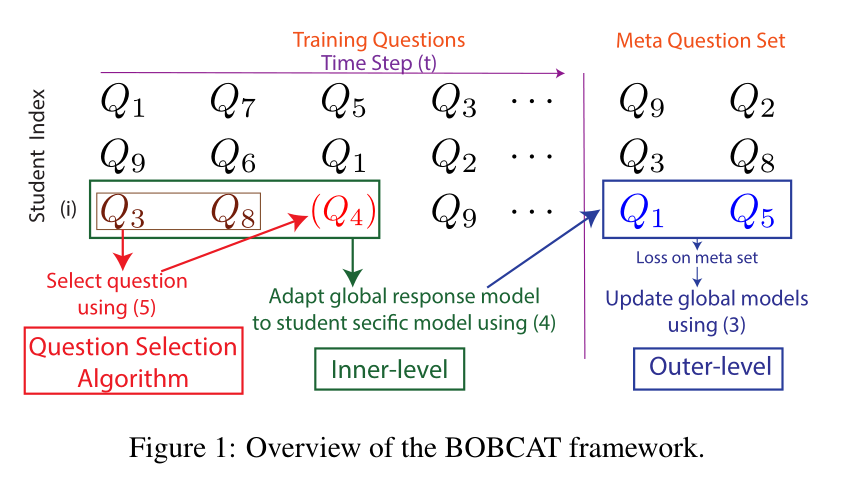 Training Questions
Meta Question Set
Time Step (t)
Student Index
Q1 Q7 Q5 Q3 ··· Q9 Q2
Q9 Q6 Q1 Q2 ··· Q3 Q8
(i) Q3 Q8 (Q4) Q9 ··· Q1 Q5
Loss on meta set
Select question
using (5)
Adapt global response model
to student secific model using (4)
Update global models
using (3)
Question Selection
Algorithm
Inner-level
Outer-level
Figure 1: Overview of the BOBCAT framework.